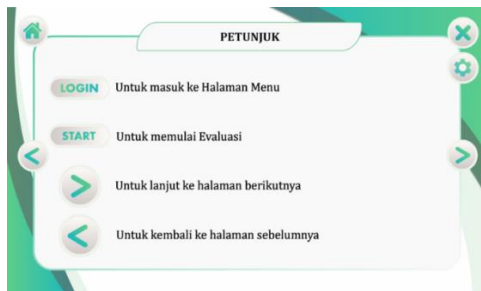 PETUNJUK
LOGIN Untuk masuk ke Halaman Menu
START Untuk memulai Evaluasi
Untuk lanjut ke halaman berikutnya
Untuk kembali ke halaman sebelumnya